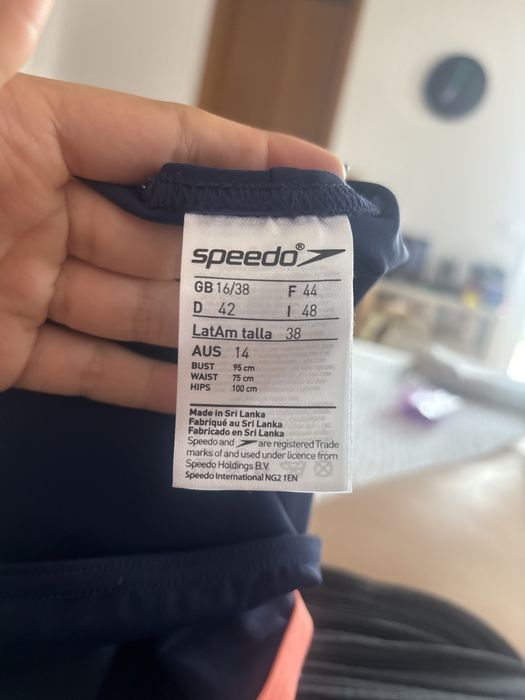 speedo®
GB 16/38 F 44
D 42 I 48
LatAm talla 38
AUS 14
BUST 95 cm
WAIST 75 cm
HIPS 100 cm
Made in Sri Lanka
Fabriqué au Sri Lanka
Fabricado en Sri Lanka
Speedo and are registered Trade
marks of and used under licence from
Speedo Holdings B.V.
Speedo International NG2 1EN